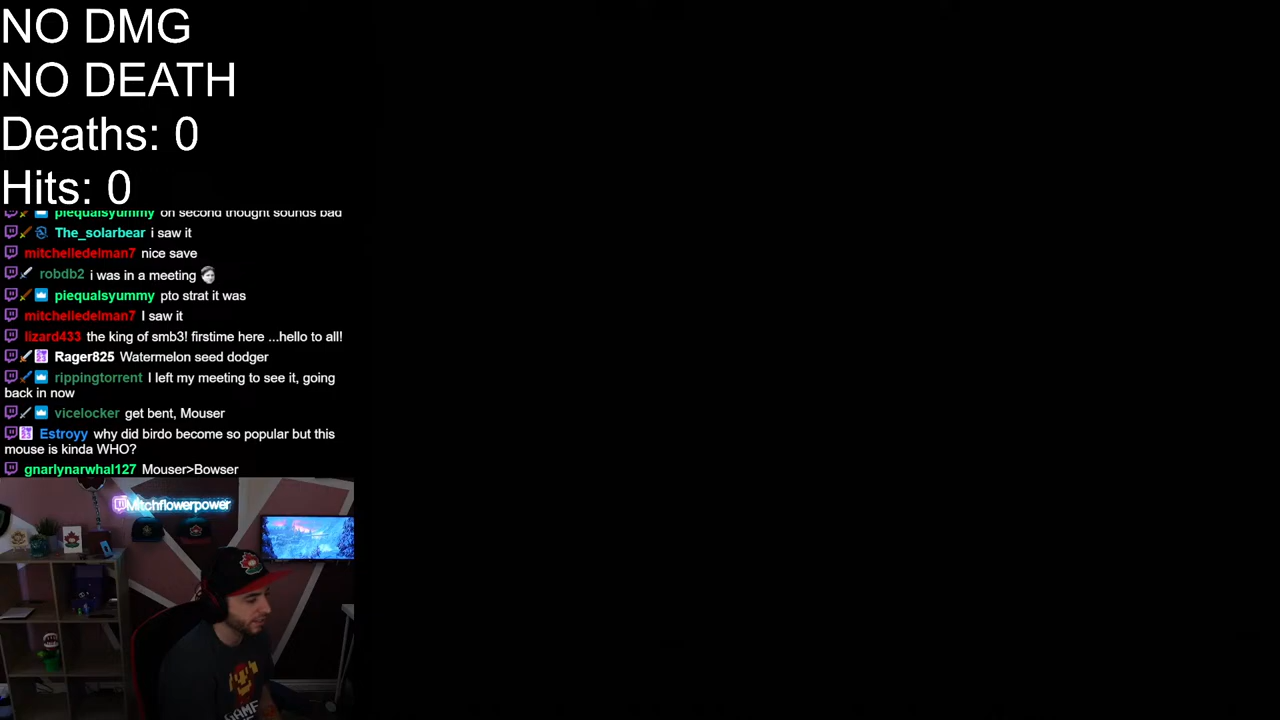 NO DMG
NO DEATH
Deaths: 0
Hits: 0
piequalsyummy on second thought sounds bad
The_solarbear i saw it
mitchelledelman7 nice save
robdb2 i was in a meeting
piequalsyummy pto strat it was
mitchelledelman7 I saw it
lizard433 the king of smb3! firstime here ...hello to all!
Rager825 Watermelon seed dodger
rippingtorrent I left my meeting to see it, going
back in now
vicelocker get bent, Mouser
Estroyy why did birdo become so popular but this
mouse is kinda WHO?
gnarlynarwhal127 Mouser>Bowser
Mitchflowerpower
GAME